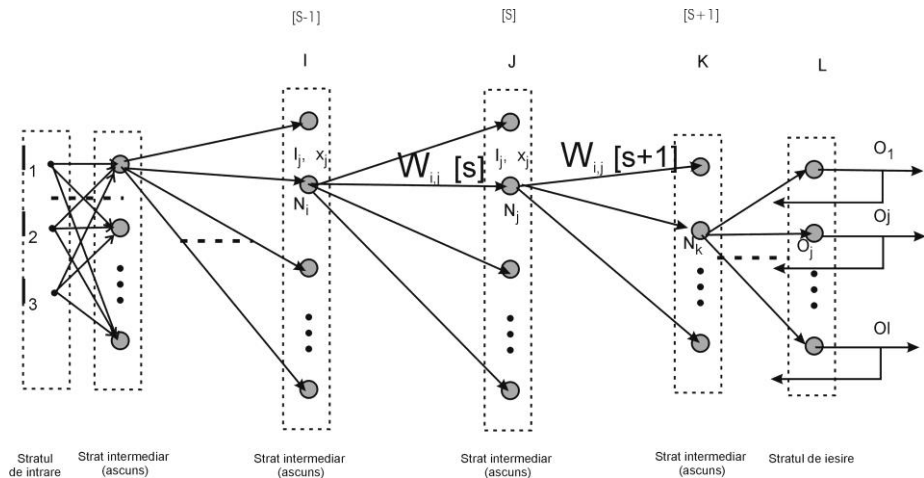 [S-1] [S] [S+1]
I J K L
I1
I2
I3
Ij, xj
Ni
Wi,j [s]
Ij, xj
Nj
Wi,j [s+1]
Nk
Oj
O1
Oj
Ol
Stratul
de intrare
Strat intermediar
(ascuns)
Strat intermediar
(ascuns)
Strat intermediar
(ascuns)
Strat intermediar
(ascuns)
Stratul de iesire